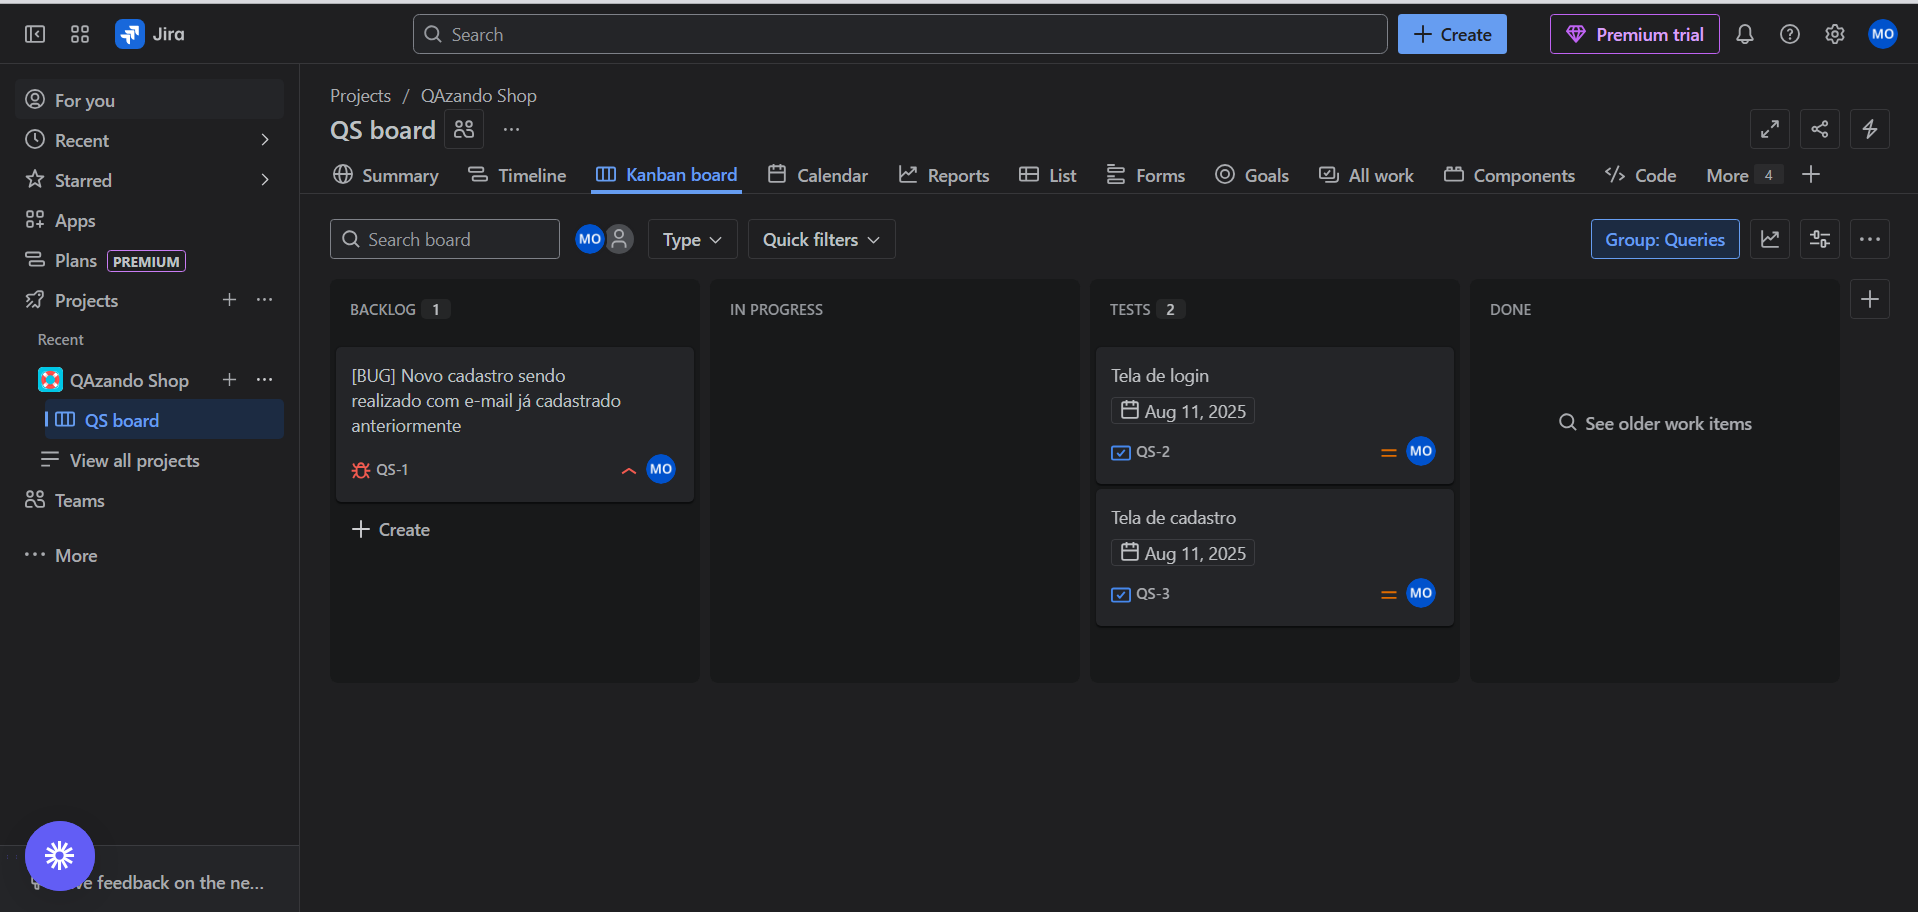 Jira
Search
Create
Premium trial
MO
For you
Recent
Starred
Apps
Plans PREMIUM
Projects
Recent
QAzando Shop
QS board
View all projects
Teams
More
feedback on the ne...
Projects / QAzando Shop
QS board
Summary
Timeline
Kanban board
Calendar
Reports
List
Forms
Goals
All work
Components
Code
More 4
Search board
MO
Type
Quick filters
Group: Queries
BACKLOG 1
[BUG] Novo cadastro sendo
realizado com e-mail já cadastrado
anteriormente
QS-1
MO
Create
IN PROGRESS
TESTS 2
Tela de login
Aug 11, 2025
QS-2
MO
Tela de cadastro
Aug 11, 2025
QS-3
MO
DONE
See older work items